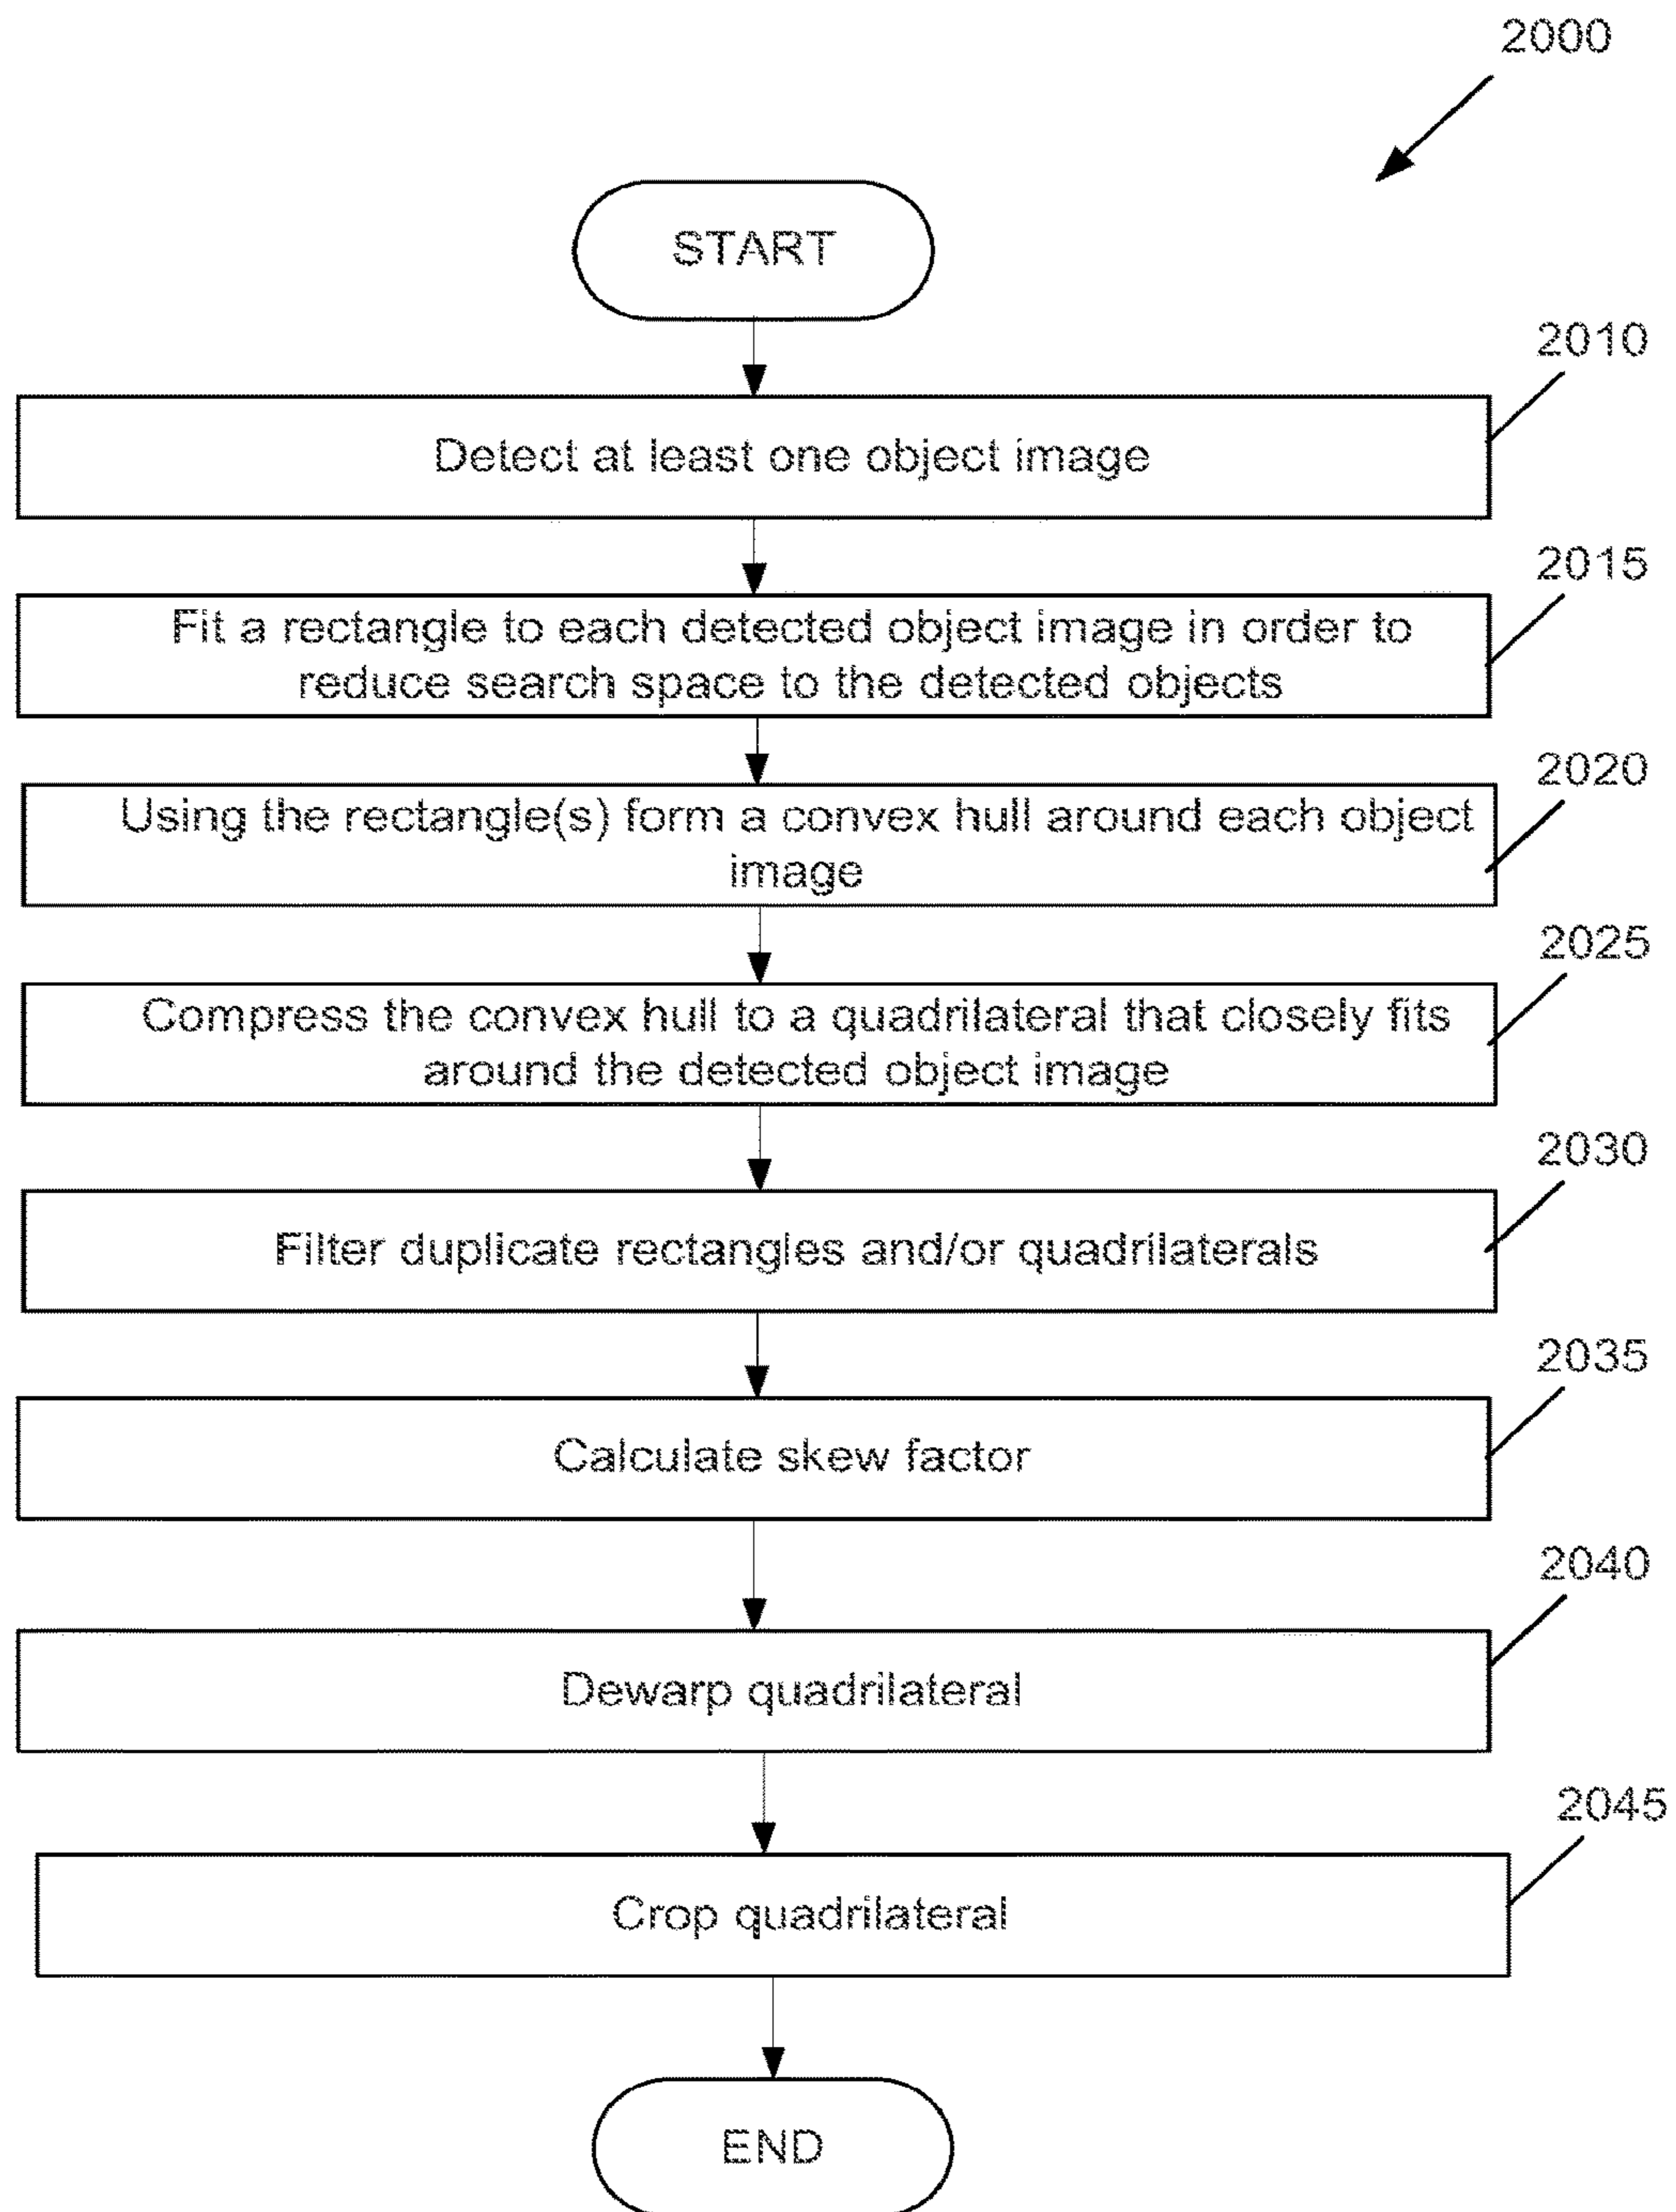 2000
START
2010
Detect at least one object image
2015
Fit a rectangle to each detected object image in order to
reduce search space to the detected objects
2020
Using the rectangle(s) form a convex hull around each object
image
2025
Compress the convex hull to a quadrilateral that closely fits
around the detected object image
2030
Filter duplicate rectangles and/or quadrilaterals
2035
Calculate skew factor
2040
Dewarp quadrilateral
2045
Crop quadrilateral
END